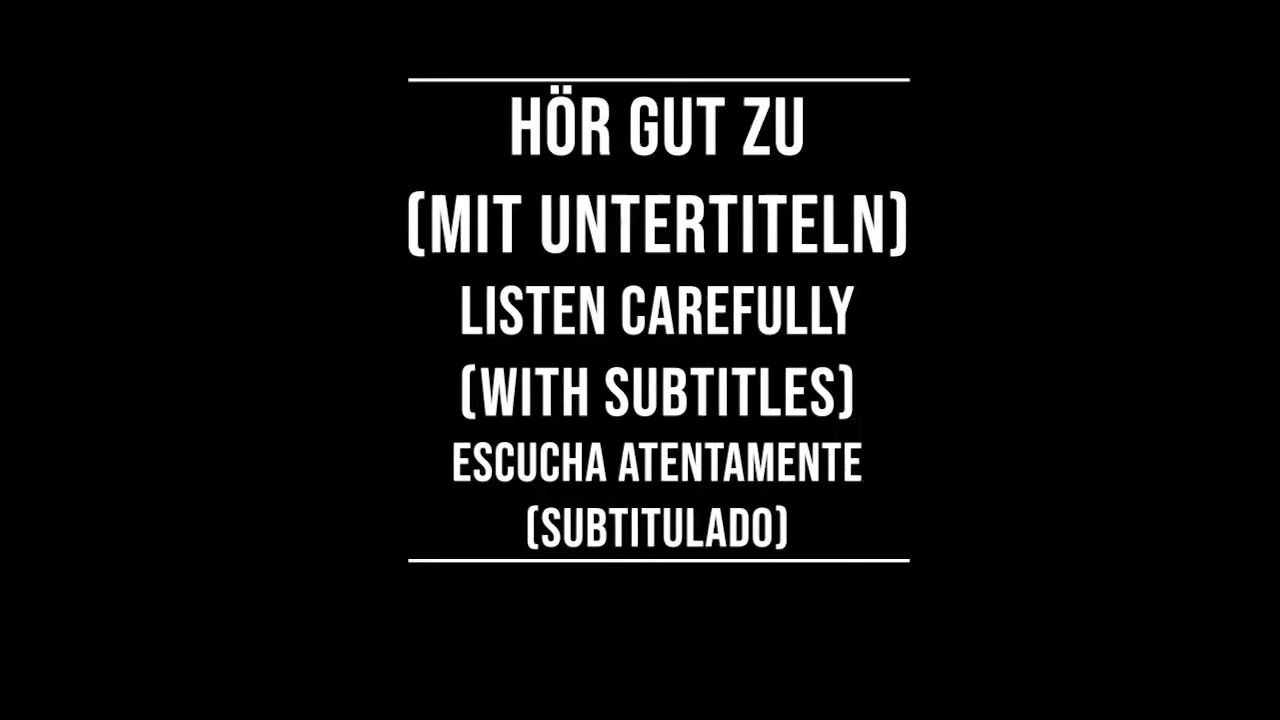 HÖR GUT ZU
(MIT UNTERTITELN)
LISTEN CAREFULLY
(WITH SUBTITLES)
ESCUCHA ATENTAMENTE
(SUBTITULADO)